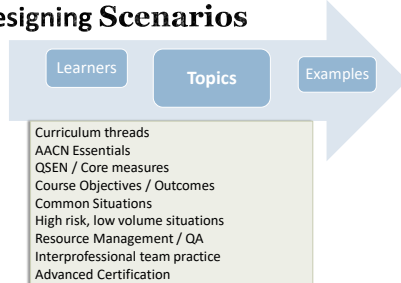 esigning Scenarios
Learners
Topics
Examples
Curriculum threads
AACN Essentials
QSEN / Core measures
Course Objectives / Outcomes
Common Situations
High risk, low volume situations
Resource Management / QA
Interprofessional team practice
Advanced Certification